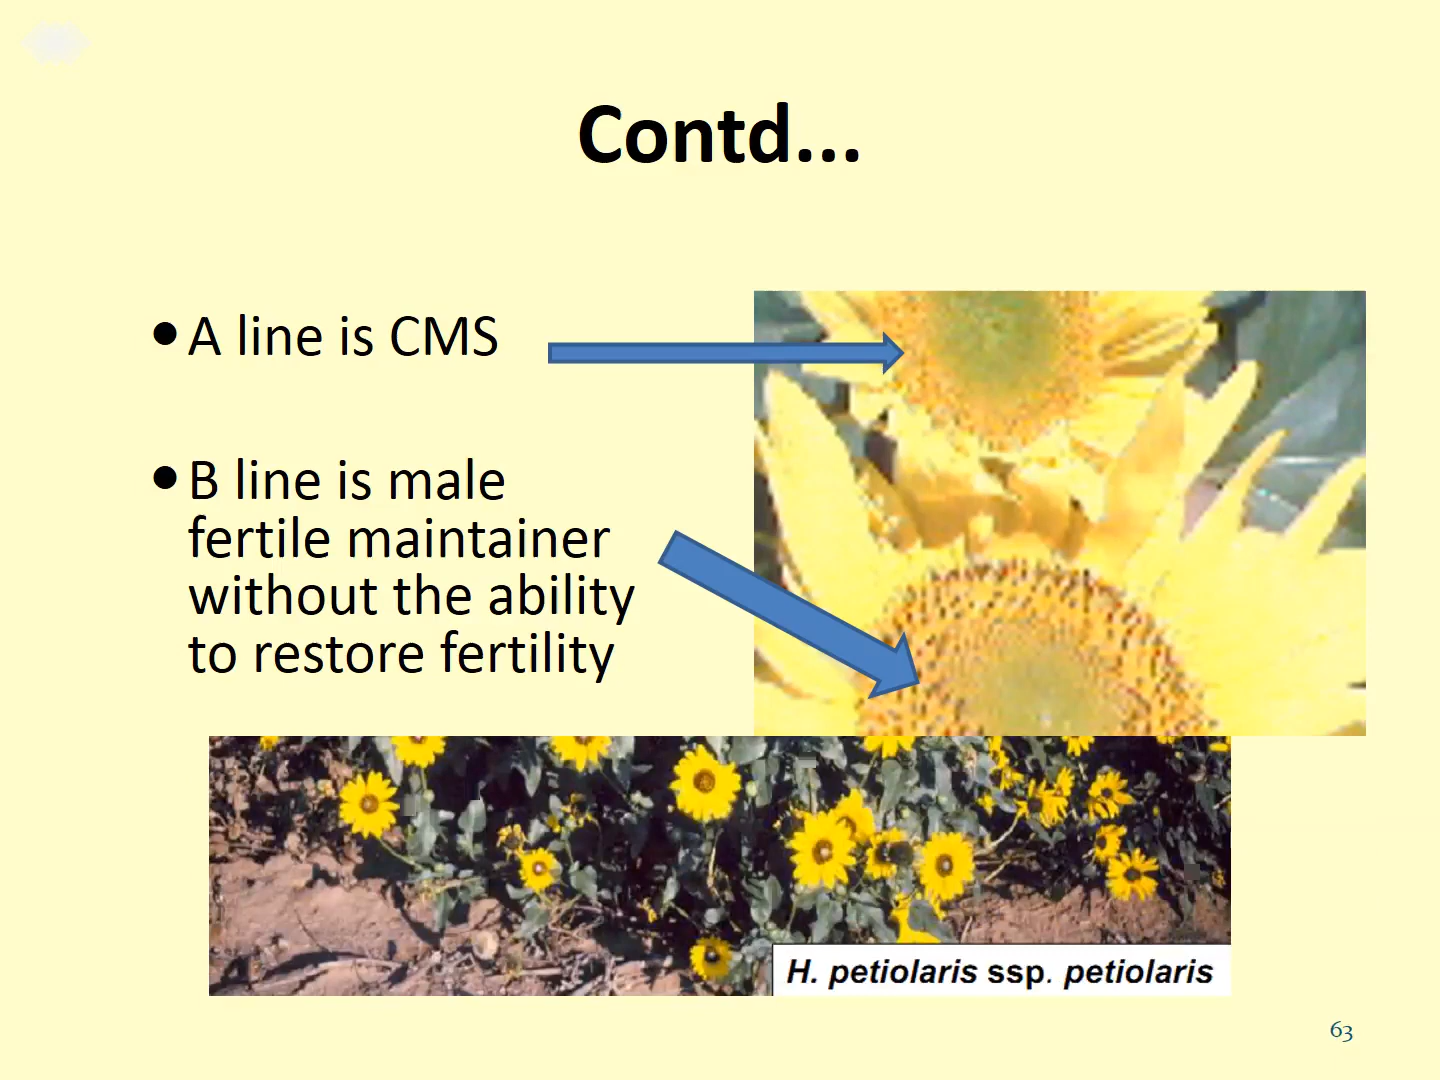 Contd...
• A line is CMS
• B line is male
fertile maintainer
without the ability
to restore fertility
H. petiolaris ssp. petiolaris
63